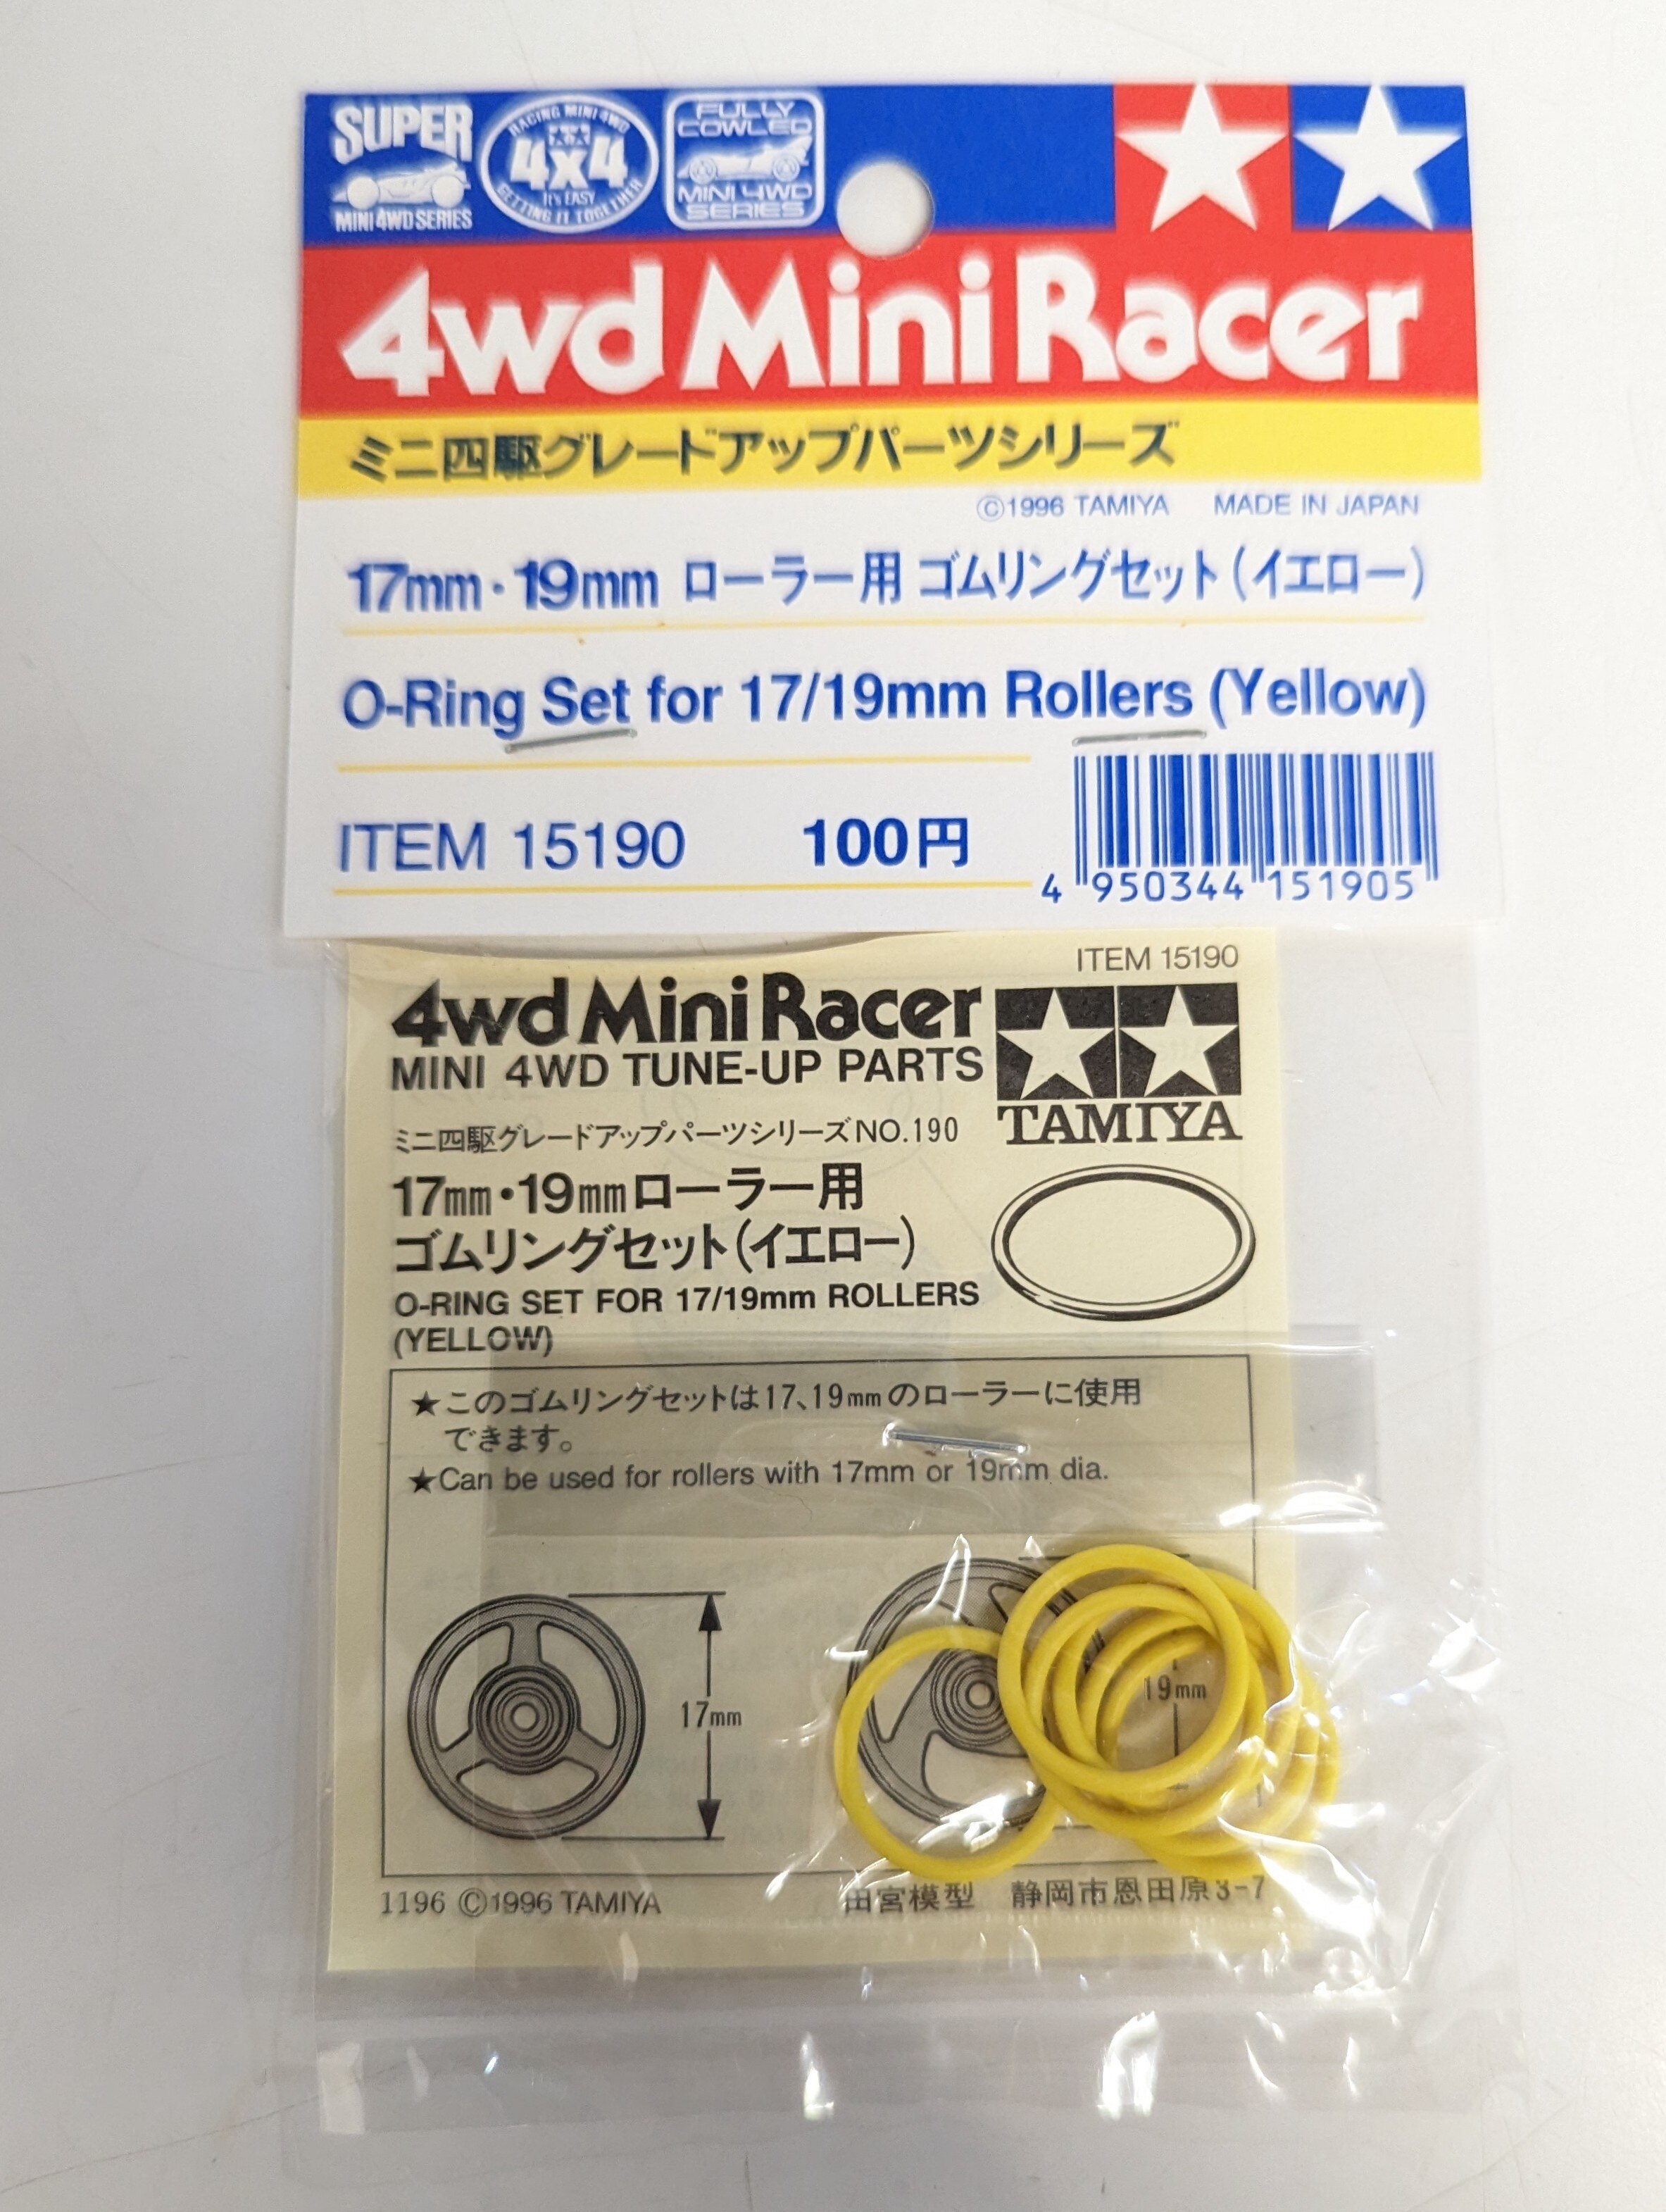 SUPER
MINI 4WD SERIES
RACING MINI 4WD
4x4
It's EASY
GETTING IT TOGETHER
FULLY
COWLED
MINI 4WD
SERIES
4wd Mini Racer
ミニ四駆グレードアップパーツシリーズ
©1996 TAMIYA MADE IN JAPAN
17mm・19mm ローラー用 ゴムリングセット(イエロー)
O-Ring Set for 17/19mm Rollers (Yellow)
ITEM 15190 100円
4 950344 151905
ITEM 15190
4wd Mini Racer
MINI 4WD TUNE-UP PARTS
TAMIYA
ミニ四駆グレードアップパーツシリーズNO.190
17mm・19mmローラー用
ゴムリングセット(イエロー)
O-RING SET FOR 17/19mm ROLLERS
(YELLOW)
★このゴムリングセットは17、19mmのローラーに使用
できます。
★Can be used for rollers with 17mm or 19mm dia.
17mm
19mm
1196 ©1996 TAMIYA 田宮模型 静岡市恩田原3-7